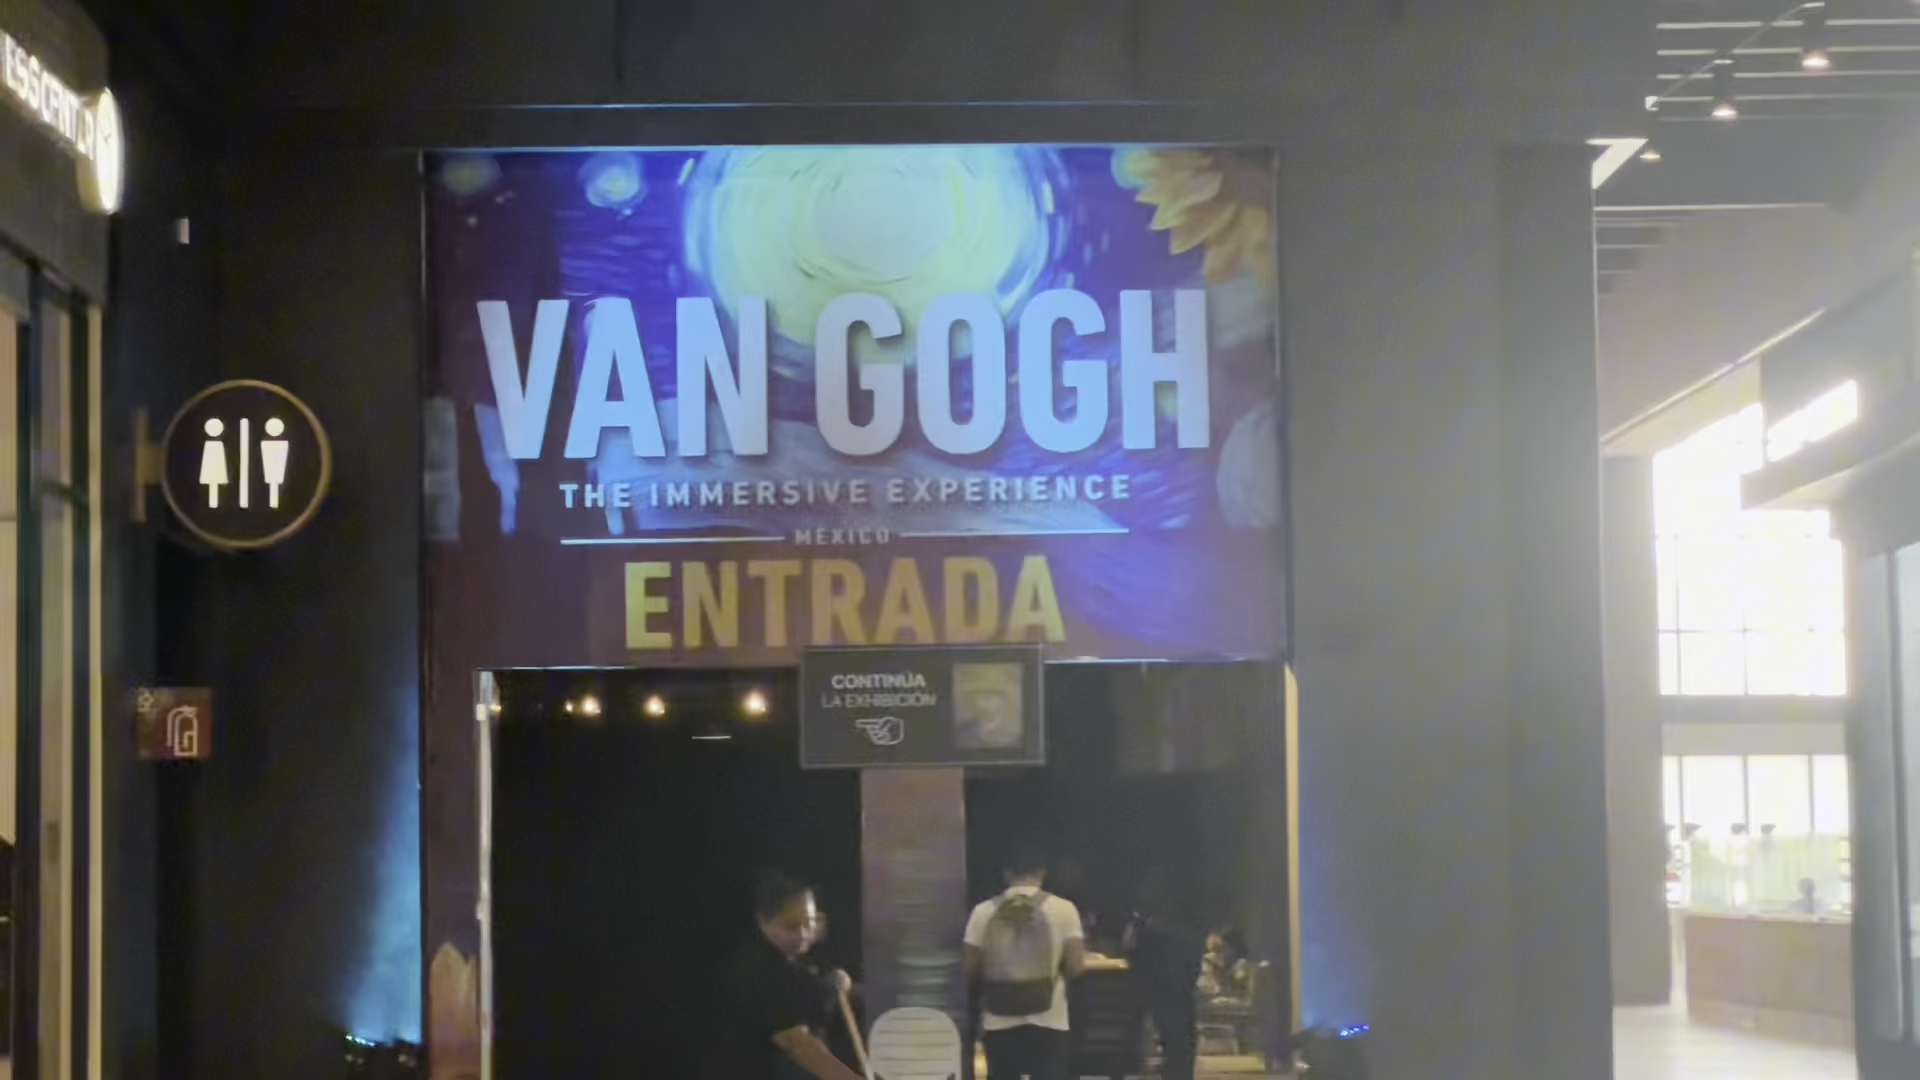 VAN GOGH
THE IMMERSIVE EXPERIENCE
MÉXICO
ENTRADA
CONTINÚA
LA EXHIBICIÓN